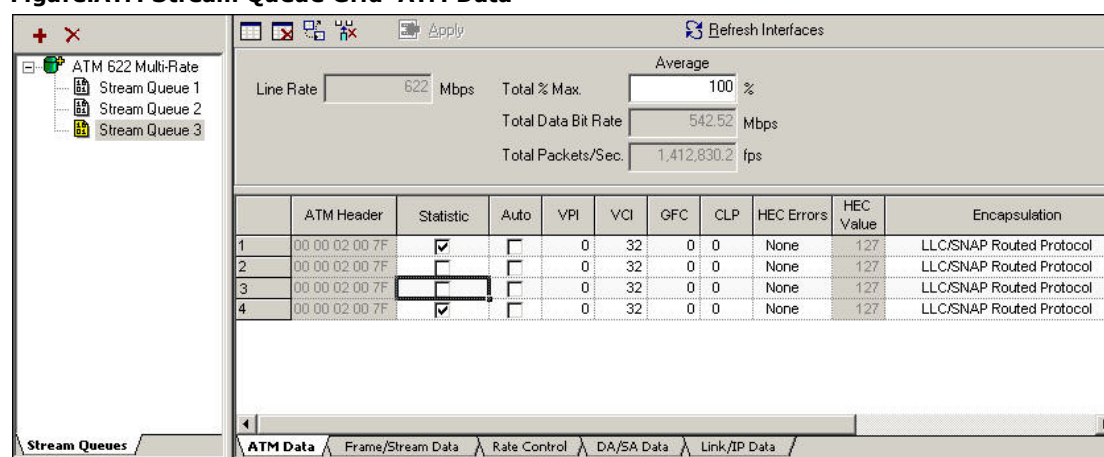 Figure:ATM Stream Queue Grid- ATM Data
Apply
Refresh Interfaces
ATM 622 Multi-Rate
Stream Queue 1
Stream Queue 2
Stream Queue 3
Average
Line Rate 622 Mbps Total % Max. 100 %
Total Data Bit Rate 542.52 Mbps
Total Packets/Sec. 1,412,830.2 fps
ATM Header Statistic Auto VPI VCI GFC CLP HEC Errors HEC Value Encapsulation
1 00 00 02 00 7F 0 32 0 0 None 127 LLC/SNAP Routed Protocol
2 00 00 02 00 7F 0 32 0 0 None 127 LLC/SNAP Routed Protocol
3 00 00 02 00 7F 0 32 0 0 None 127 LLC/SNAP Routed Protocol
4 00 00 02 00 7F 0 32 0 0 None 127 LLC/SNAP Routed Protocol
Stream Queues
ATM Data Frame/Stream Data Rate Control DA/SA Data Link/IP Data